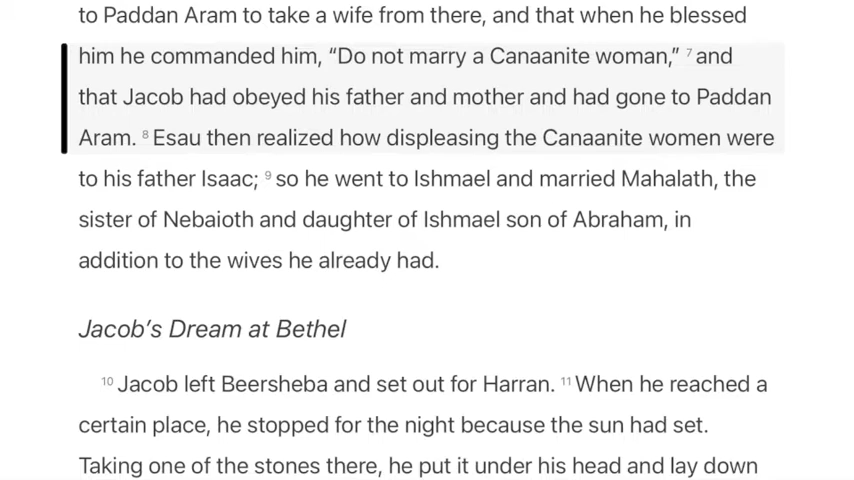 to Paddan Aram to take a wife from there, and that when he blessed
him he commanded him, “Do not marry a Canaanite woman,” 7 and
that Jacob had obeyed his father and mother and had gone to Paddan
Aram. 8 Esau then realized how displeasing the Canaanite women were
to his father Isaac; 9 so he went to Ishmael and married Mahalath, the
sister of Nebaioth and daughter of Ishmael son of Abraham, in
addition to the wives he already had.
Jacob’s Dream at Bethel
10 Jacob left Beersheba and set out for Harran. 11 When he reached a
certain place, he stopped for the night because the sun had set.
Taking one of the stones there, he put it under his head and lay down